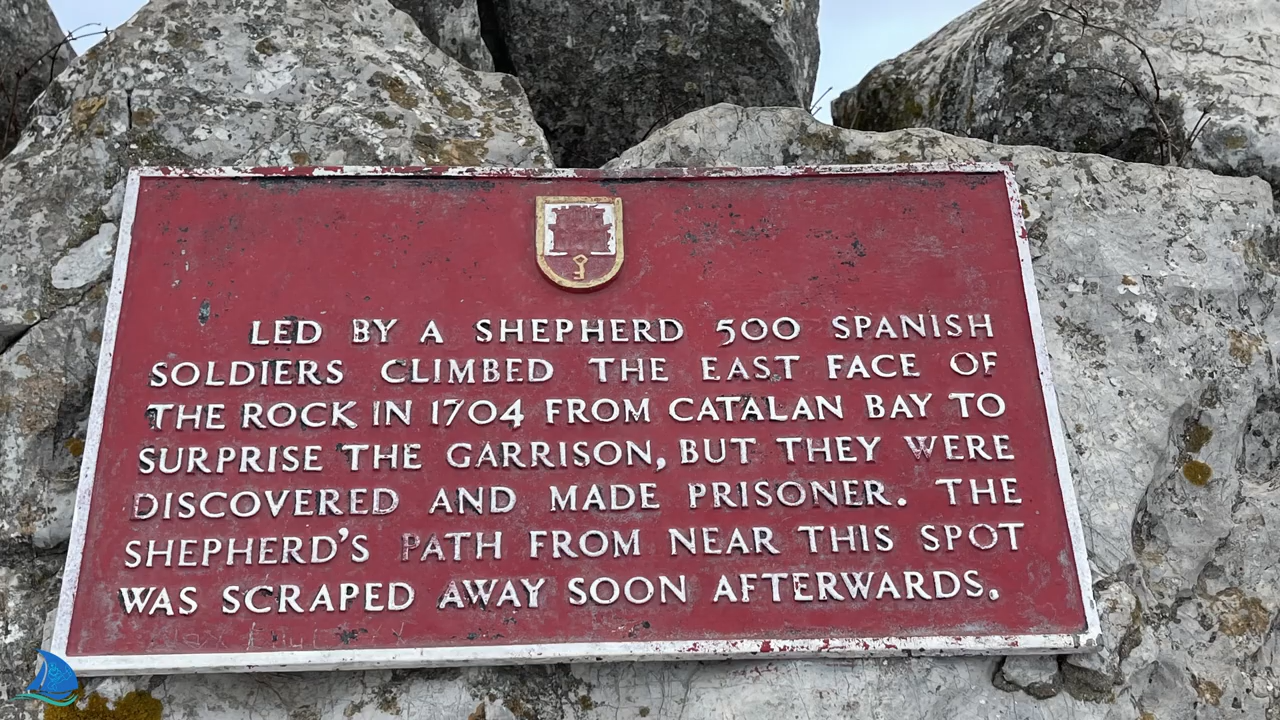 LED BY A SHEPHERD 500 SPANISH
SOLDIERS CLIMBED THE EAST FACE OF
THE ROCK IN 1704 FROM CATALAN BAY TO
SURPRISE THE GARRISON, BUT THEY WERE
DISCOVERED AND MADE PRISONER. THE
SHEPHERD'S PATH FROM NEAR THIS SPOT
WAS SCRAPED AWAY SOON AFTERWARDS.